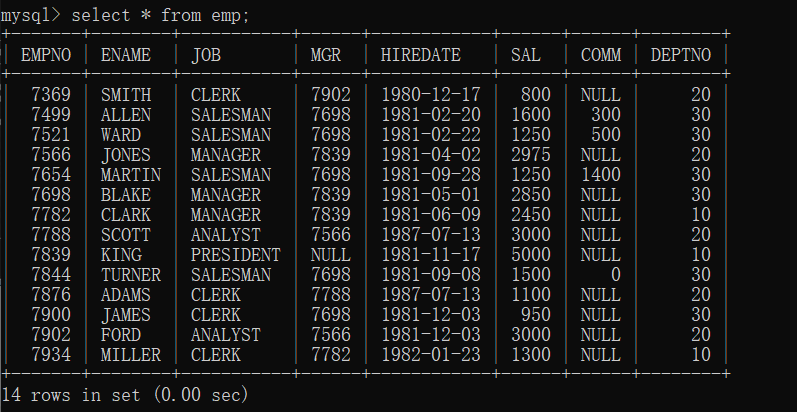 mysql> select * from emp;
+-------+--------+-----------+------+------------+------+------+--------+
| EMPNO | ENAME  | JOB       | MGR  | HIREDATE   | SAL  | COMM | DEPTNO |
+-------+--------+-----------+------+------------+------+------+--------+
|  7369 | SMITH  | CLERK     | 7902 | 1980-12-17 |  800 | NULL |     20 |
|  7499 | ALLEN  | SALESMAN  | 7698 | 1981-02-20 | 1600 |  300 |     30 |
|  7521 | WARD   | SALESMAN  | 7698 | 1981-02-22 | 1250 |  500 |     30 |
|  7566 | JONES  | MANAGER   | 7839 | 1981-04-02 | 2975 | NULL |     20 |
|  7654 | MARTIN | SALESMAN  | 7698 | 1981-09-28 | 1250 | 1400 |     30 |
|  7698 | BLAKE  | MANAGER   | 7839 | 1981-05-01 | 2850 | NULL |     30 |
|  7782 | CLARK  | MANAGER   | 7839 | 1981-06-09 | 2450 | NULL |     10 |
|  7788 | SCOTT  | ANALYST   | 7566 | 1987-07-13 | 3000 | NULL |     20 |
|  7839 | KING   | PRESIDENT | NULL | 1981-11-17 | 5000 | NULL |     10 |
|  7844 | TURNER | SALESMAN  | 7698 | 1981-09-08 | 1500 |    0 |     30 |
|  7876 | ADAMS  | CLERK     | 7788 | 1987-07-13 | 1100 | NULL |     20 |
|  7900 | JAMES  | CLERK     | 7698 | 1981-12-03 |  950 | NULL |     30 |
|  7902 | FORD   | ANALYST   | 7566 | 1981-12-03 | 3000 | NULL |     20 |
|  7934 | MILLER | CLERK     | 7782 | 1982-01-23 | 1300 | NULL |     10 |
+-------+--------+-----------+------+------------+------+------+--------+
14 rows in set (0.00 sec)